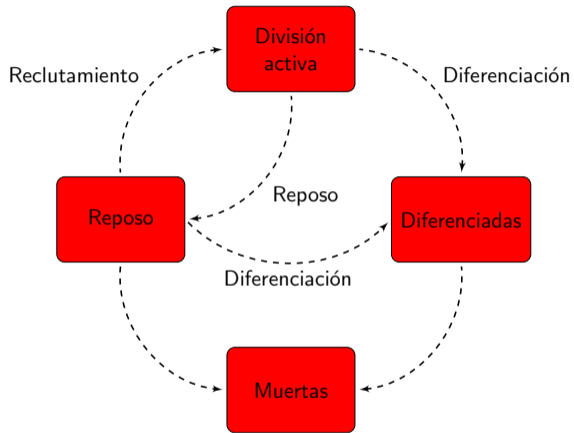 División
activa
Reclutamiento
Diferenciación
Reposo
Reposo
Diferenciadas
Diferenciación
Muertas